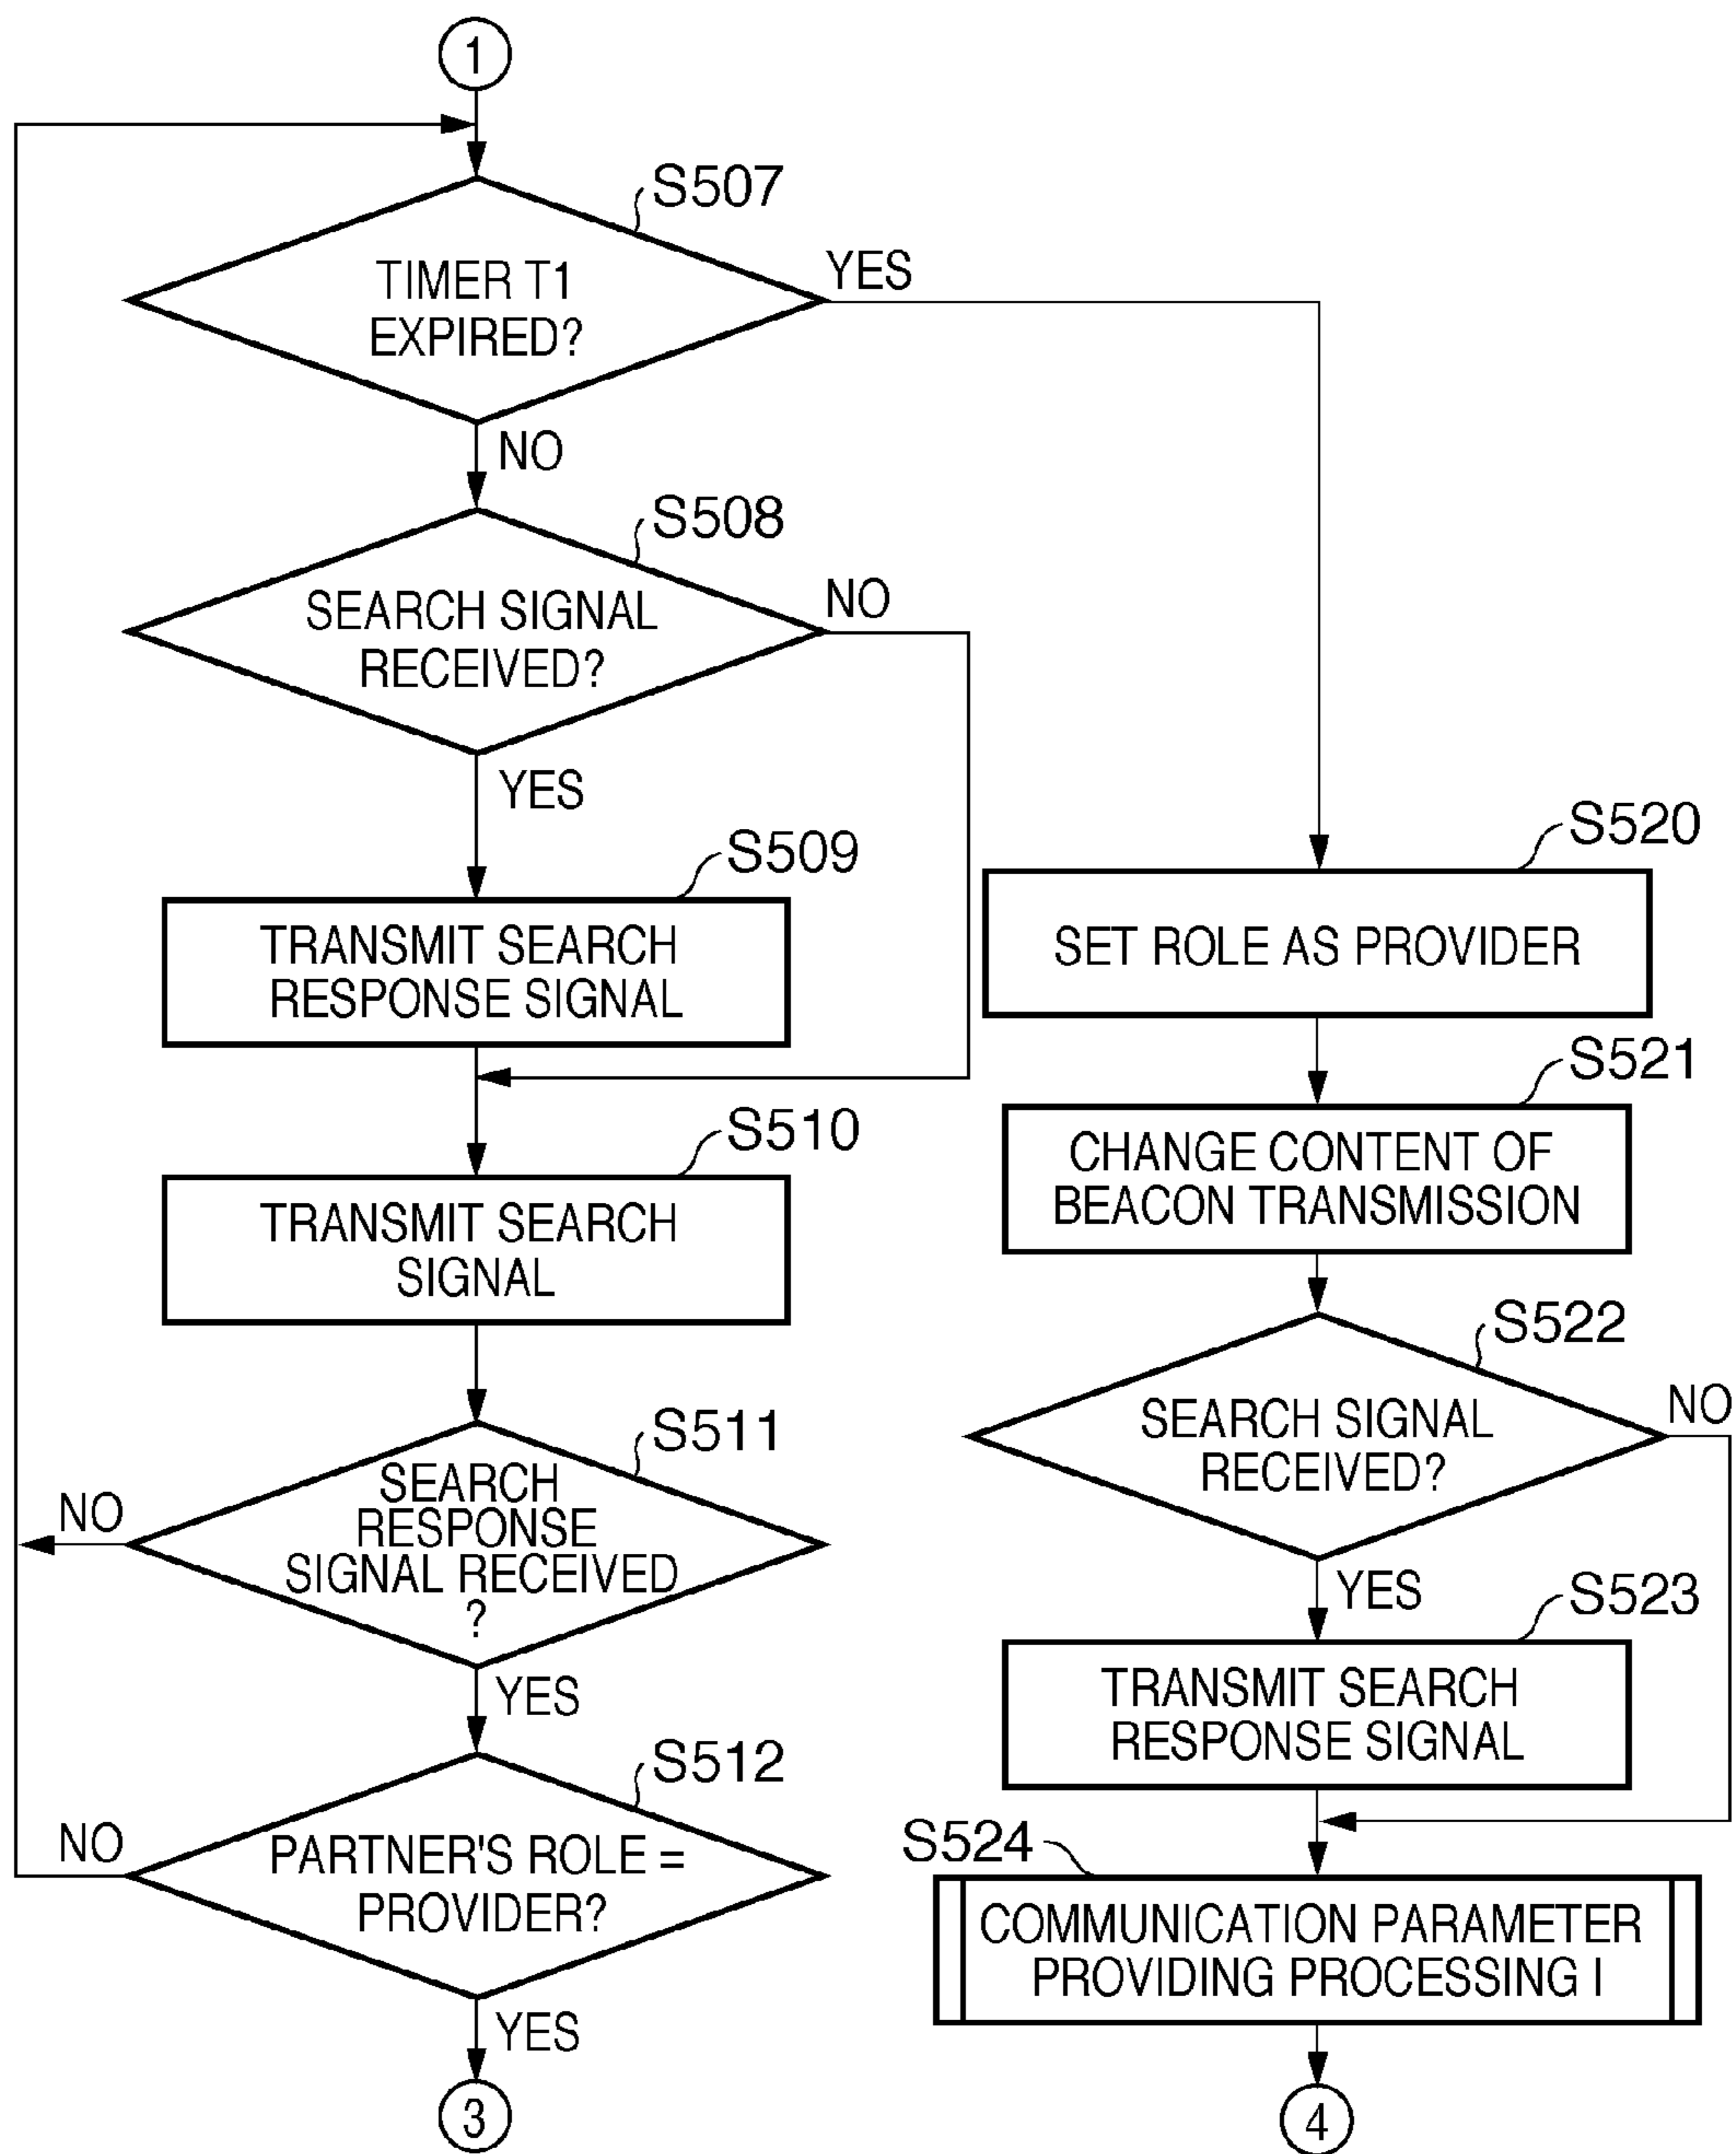 1
S507
TIMER T1
EXPIRED?
YES
NO
S508
SEARCH SIGNAL
RECEIVED?
NO
YES
S509
TRANSMIT SEARCH
RESPONSE SIGNAL
S510
TRANSMIT SEARCH
SIGNAL
S511
SEARCH
RESPONSE
SIGNAL RECEIVED
?
NO
YES
S512
PARTNER'S ROLE =
PROVIDER?
NO
YES
3
S520
SET ROLE AS PROVIDER
S521
CHANGE CONTENT OF
BEACON TRANSMISSION
S522
SEARCH SIGNAL
RECEIVED?
NO
YES
S523
TRANSMIT SEARCH
RESPONSE SIGNAL
S524
COMMUNICATION PARAMETER
PROVIDING PROCESSING I
4